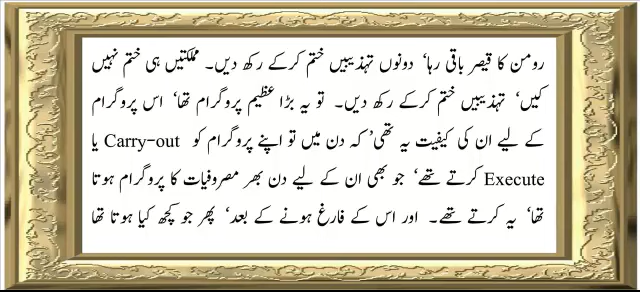 رومن کا قیصر باقی رہا‘ دونوں تہذیبیں ختم کرکے رکھ دیں۔ مملکتیں ہی ختم نہیں
کیں‘ تہذیبیں ختم کرکے رکھ دیں۔ تو یہ بڑا عظیم پروگرام تھا‘ اس پروگرام
کے لیے ان کی کیفیت یہ تھی’ کہ دن میں تو اپنے پروگرام کو Carry-out یا
Execute کرتے تھے‘ جو بھی ان کے لیے دن بھر مصروفیات کا پروگرام ہوتا
تھا‘ یہ کرتے تھے۔ اور اس کے فارغ ہونے کے بعد‘ پھر جو کچھ کیا ہوتا تھا